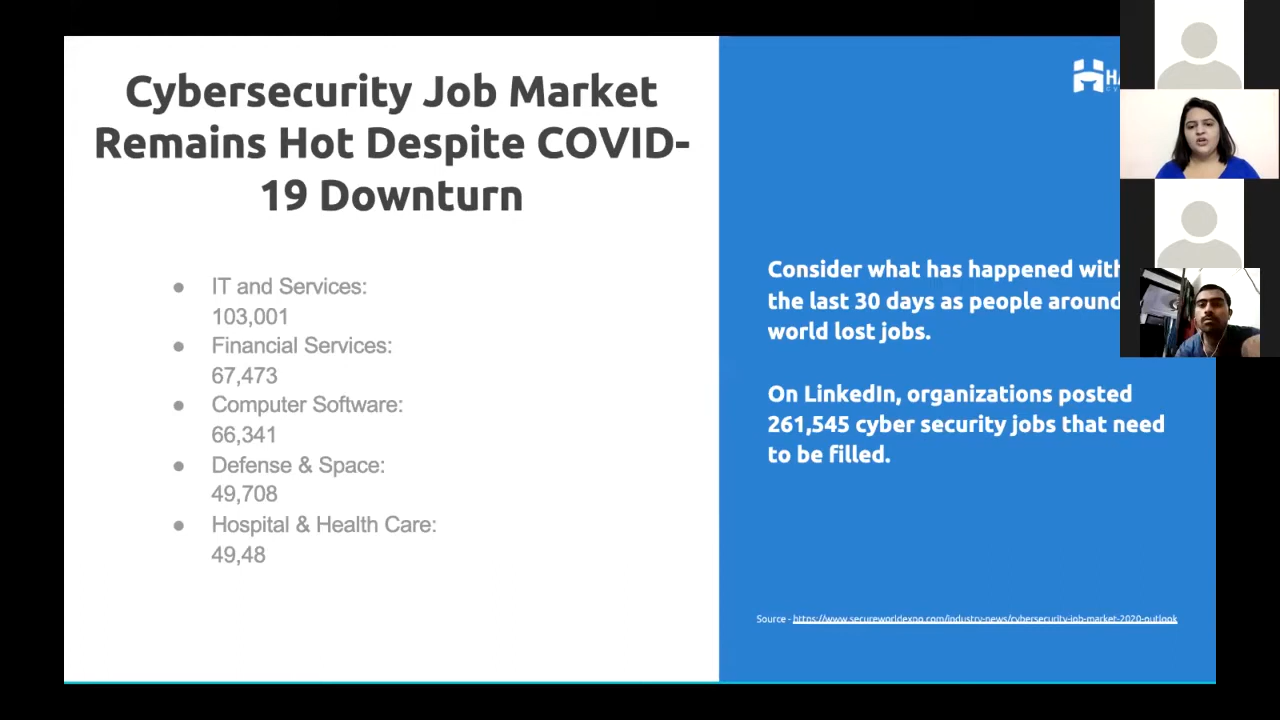 Cybersecurity Job Market
Remains Hot Despite COVID-
19 Downturn
IT and Services:
103,001
Financial Services:
67,473
Computer Software:
66,341
Defense & Space:
49,708
Hospital & Health Care:
49,48
Consider what has happened with
the last 30 days as people around
world lost jobs.
On LinkedIn, organizations posted
261,545 cyber security jobs that need
to be filled.
Source - https://www.secureworldexpo.com/industry-news/cybersecurity-job-market-2020-outlook